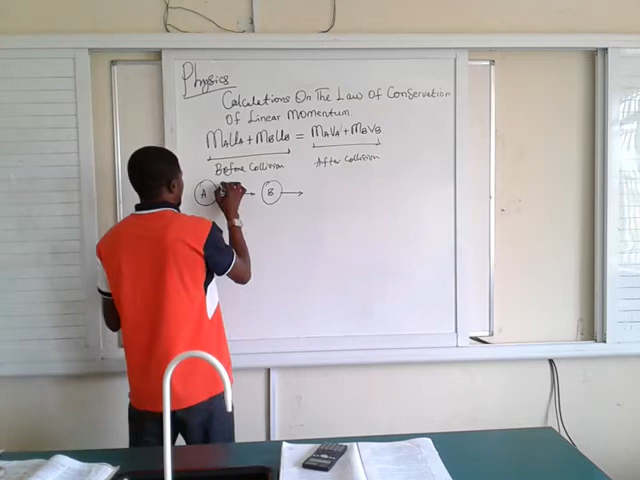 Physics
Calculations On The Law Of Conservation
Of Linear Momentum
MAUA + MBUB = MAVA + MBVB
Before Collision After Collision
A B